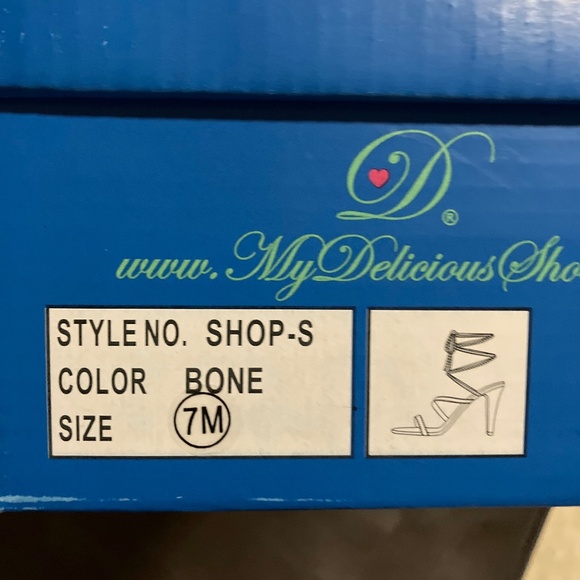 D®
www.MyDeliciousSho
STYLE NO. SHOP-S
COLOR BONE
SIZE 7M